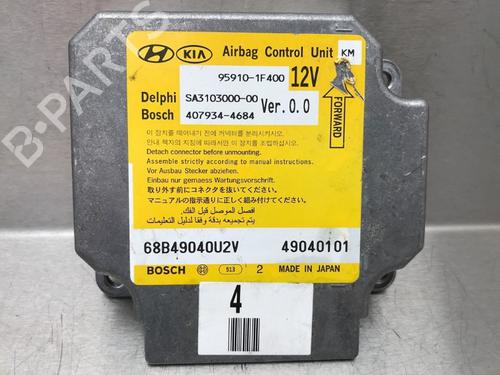 HYUNDAI KIA Airbag Control Unit KM
95910-1F400 12V
Delphi SA3103000-00 Ver.0.0
Bosch 407934-4684
FORWARD
이 장치를 떼어내기 전에 커넥터를 분리하시오.
안내 책자의 지침에 따라서만 이 장치를 조립하십시오.
Detach connector before unmounting.
Assemble strictly according to manual instructions.
Vor Ausbau Stecker abziehen.
Einbau nur gemaess Wartungsvorschrift.
取り外す前にコネクタを抜いてください。
マニュアルの指示通りに正しく組み付けてください。
افصل الموصل قبل الفك.
يتم تجميعه بدقة وفقا لدليل التعليمات
68B49040U2V 49040101
BOSCH 513 2 MADE IN JAPAN
4
B-PARTS